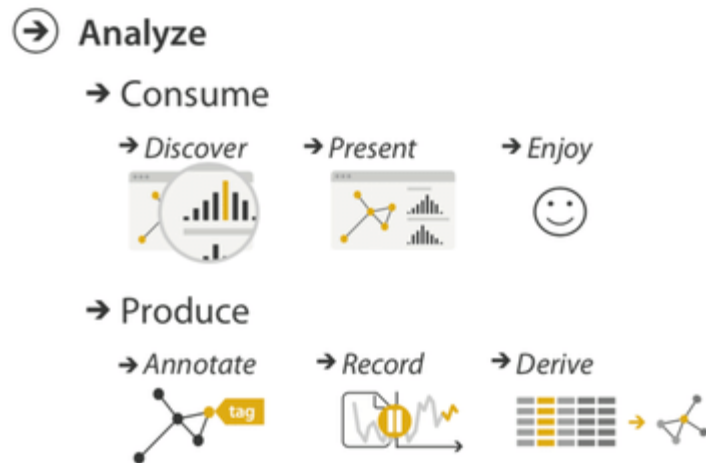 Analyze
Consume
Discover
Present
Enjoy
Produce
Annotate
Record
Derive
tag